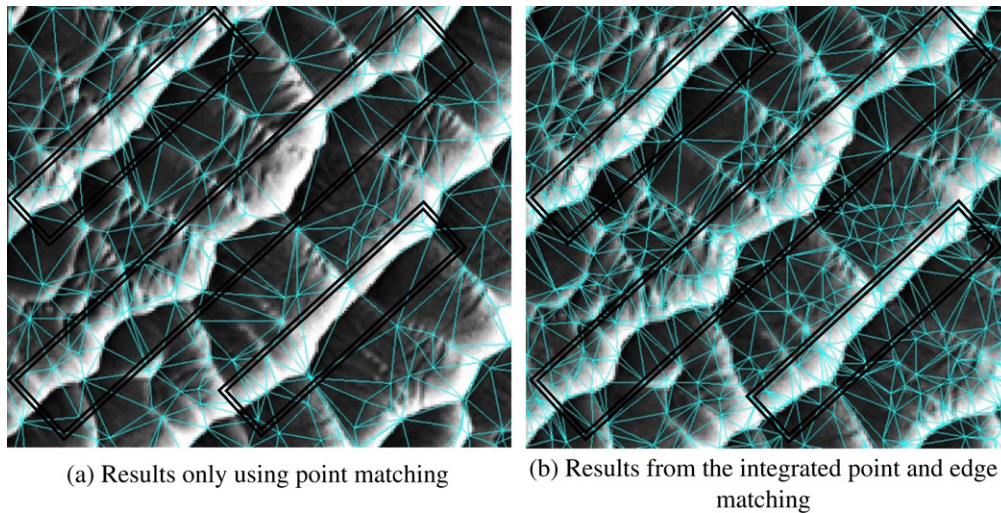 (a) Results only using point matching
(b) Results from the integrated point and edge
matching